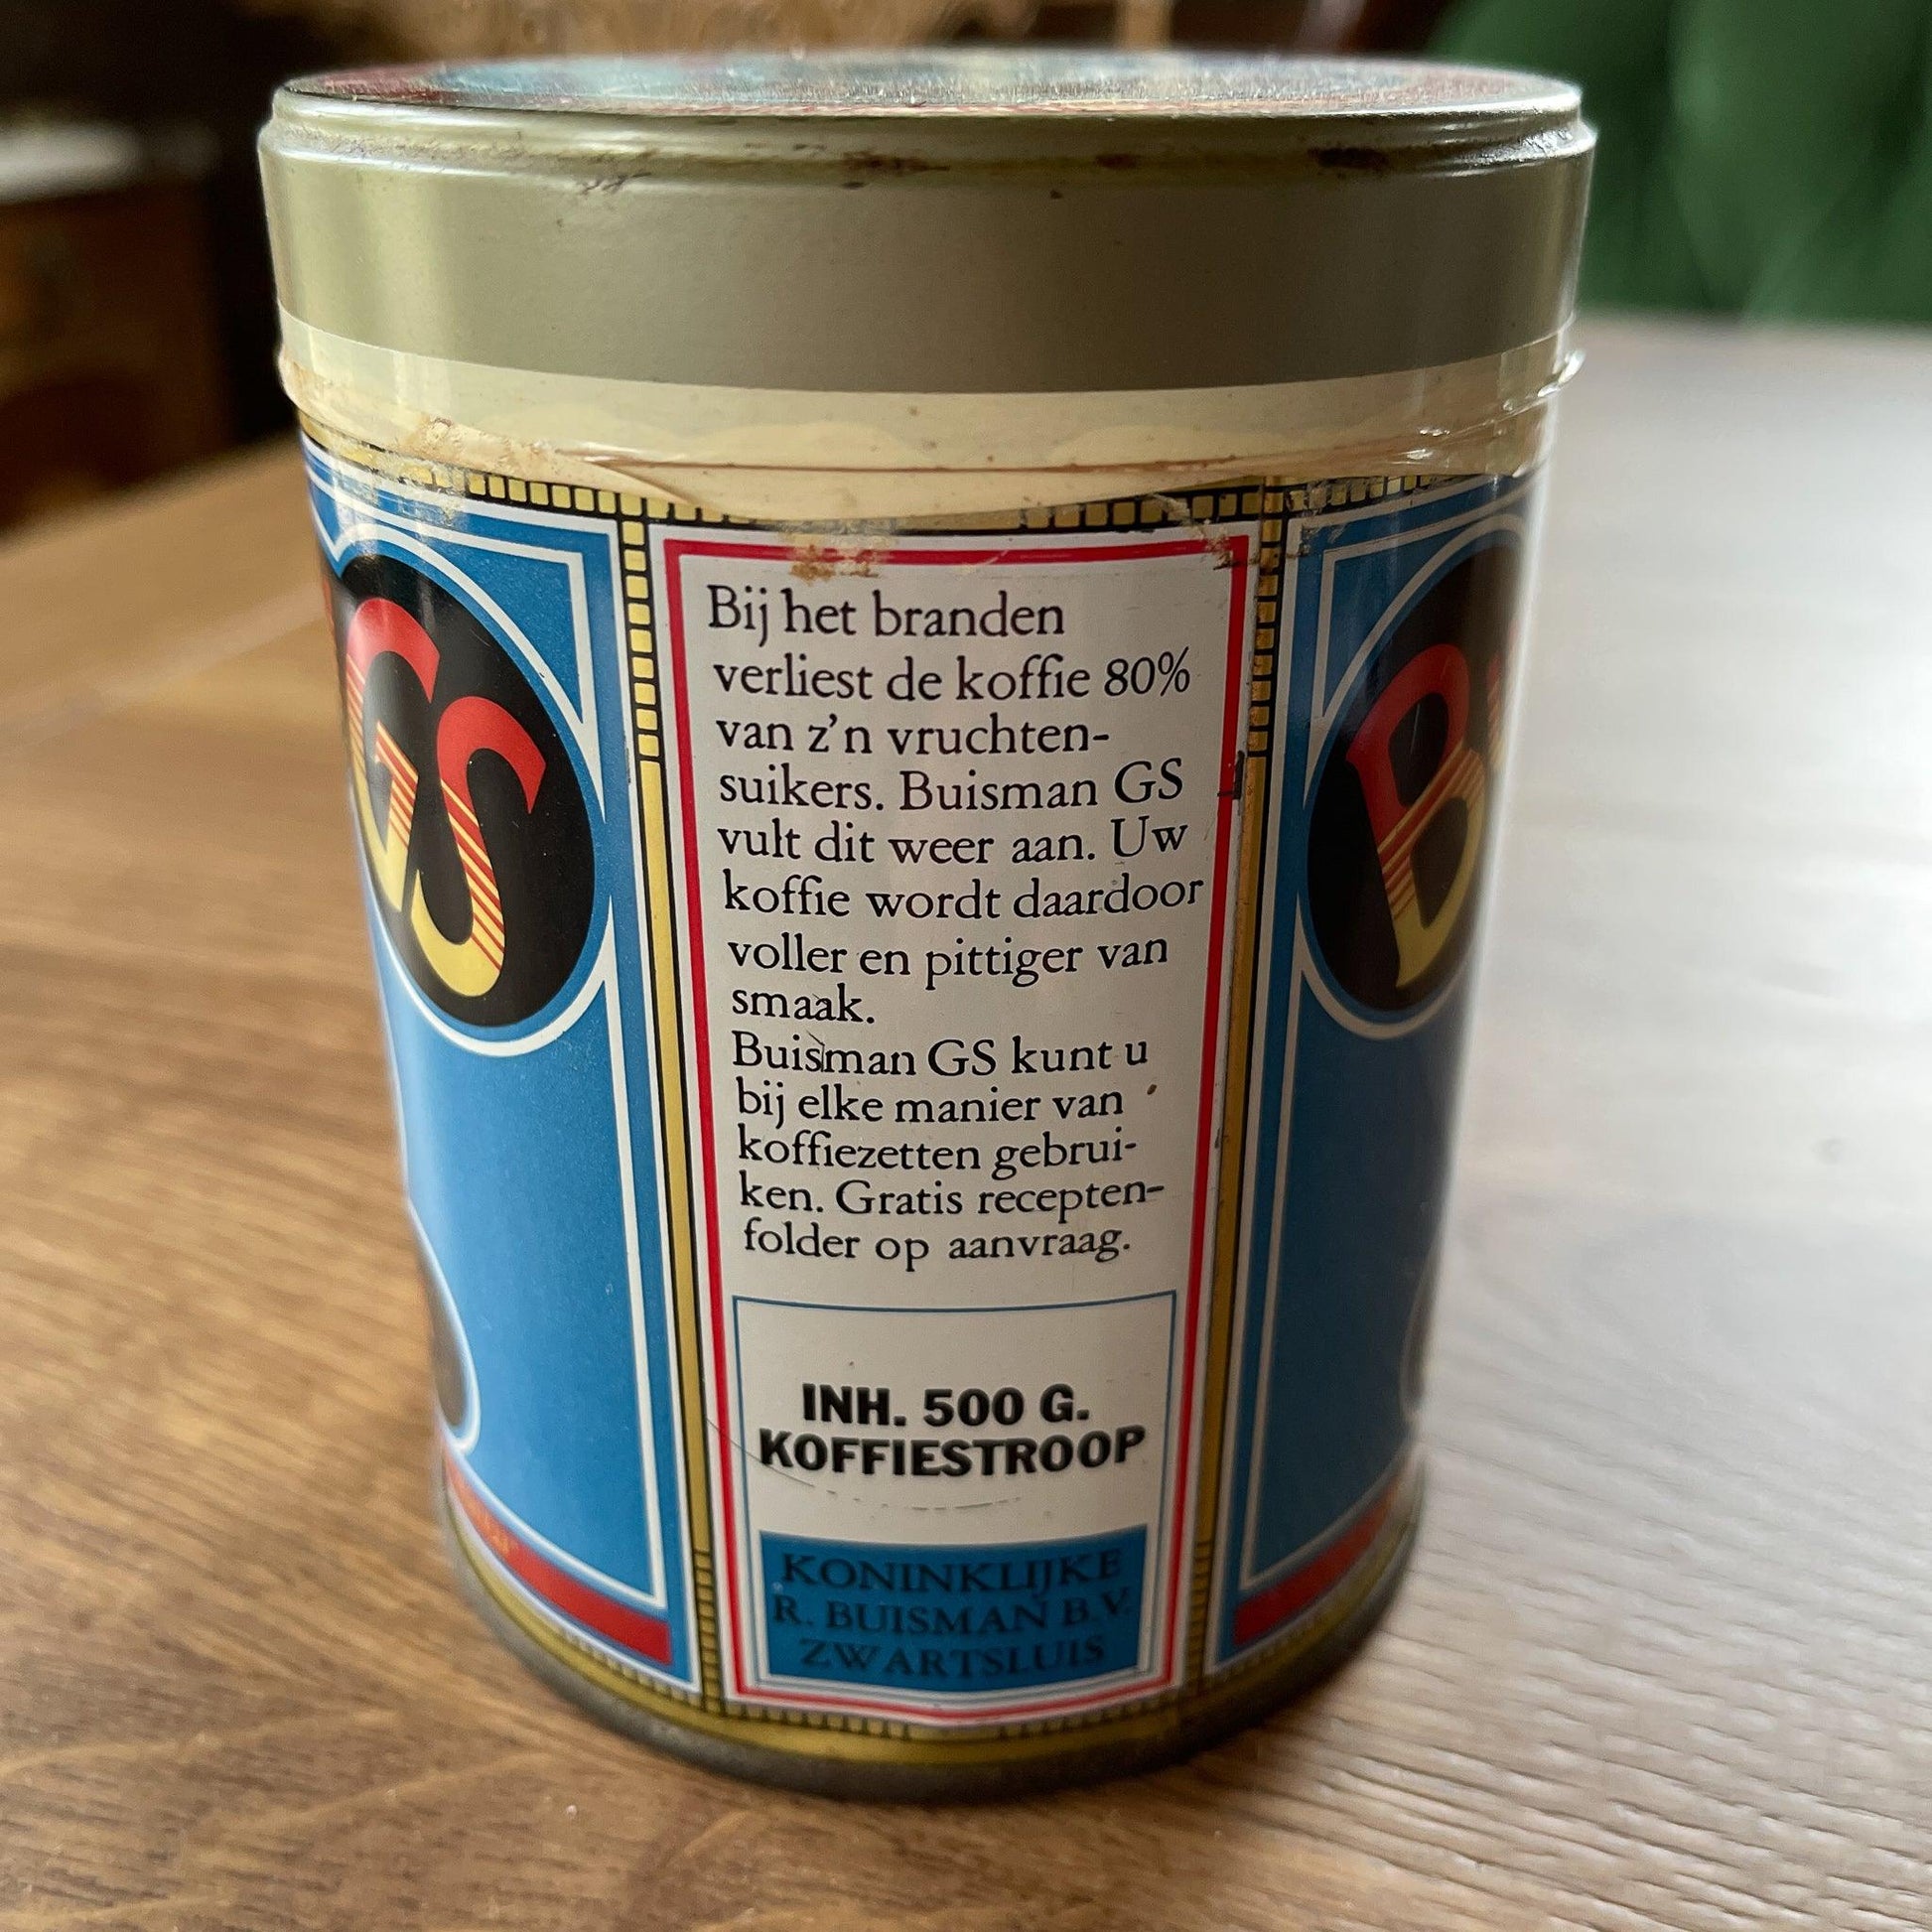 GS
Bij het branden
verliest de koffie 80%
van z'n vruchten-
suikers. Buisman GS
vult dit weer aan. Uw
koffie wordt daardoor
voller en pittiger van
smaak.
Buisman GS kunt u
bij elke manier van
koffiezetten gebrui-
ken. Gratis recepten-
folder op aanvraag.
INH. 500 G.
KOFFIESTROOP
KONINKLIJKE
R. BUISMAN B.V.
ZWARTSLUIS